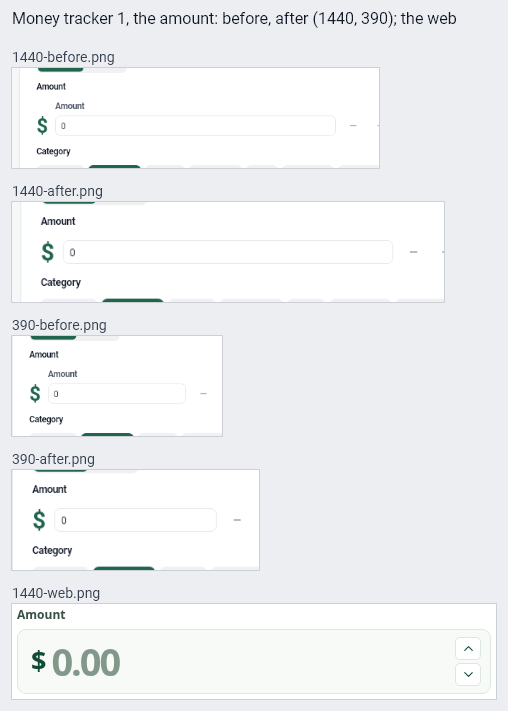 Money tracker 1, the amount: before, after (1440, 390); the web
1440-before.png
Amount
Amount
$ 0 –
Category
1440-after.png
Amount
$ 0 –
Category
390-before.png
Amount
Amount
$ 0 –
Category
390-after.png
Amount
$ 0 –
Category
1440-web.png
Amount
$ 0.00